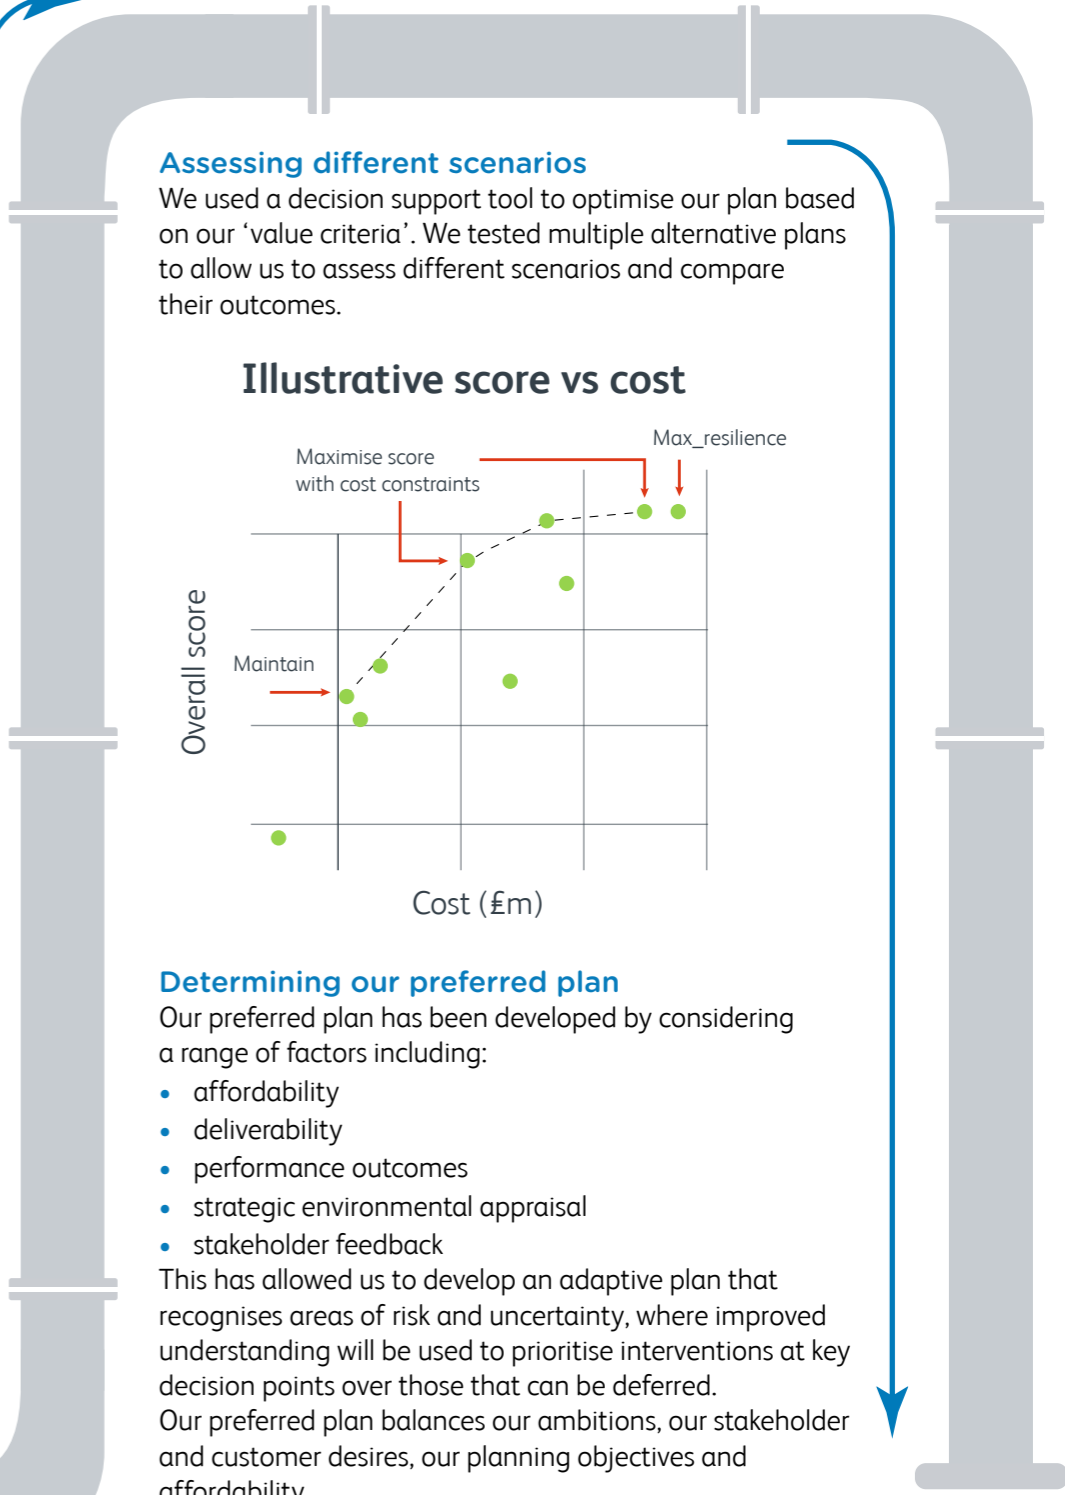 Assessing different scenarios
We used a decision support tool to optimise our plan based
on our ‘value criteria’. We tested multiple alternative plans
to allow us to assess different scenarios and compare
their outcomes.
Illustrative score vs cost
Max_resilience
Maximise score
with cost constraints
Overall score
Maintain
Cost (₤m)
Determining our preferred plan
Our preferred plan has been developed by considering
a range of factors including:
• affordability
• deliverability
• performance outcomes
• strategic environmental appraisal
• stakeholder feedback
This has allowed us to develop an adaptive plan that
recognises areas of risk and uncertainty, where improved
understanding will be used to prioritise interventions at key
decision points over those that can be deferred.
Our preferred plan balances our ambitions, our stakeholder
and customer desires, our planning objectives and
affordability